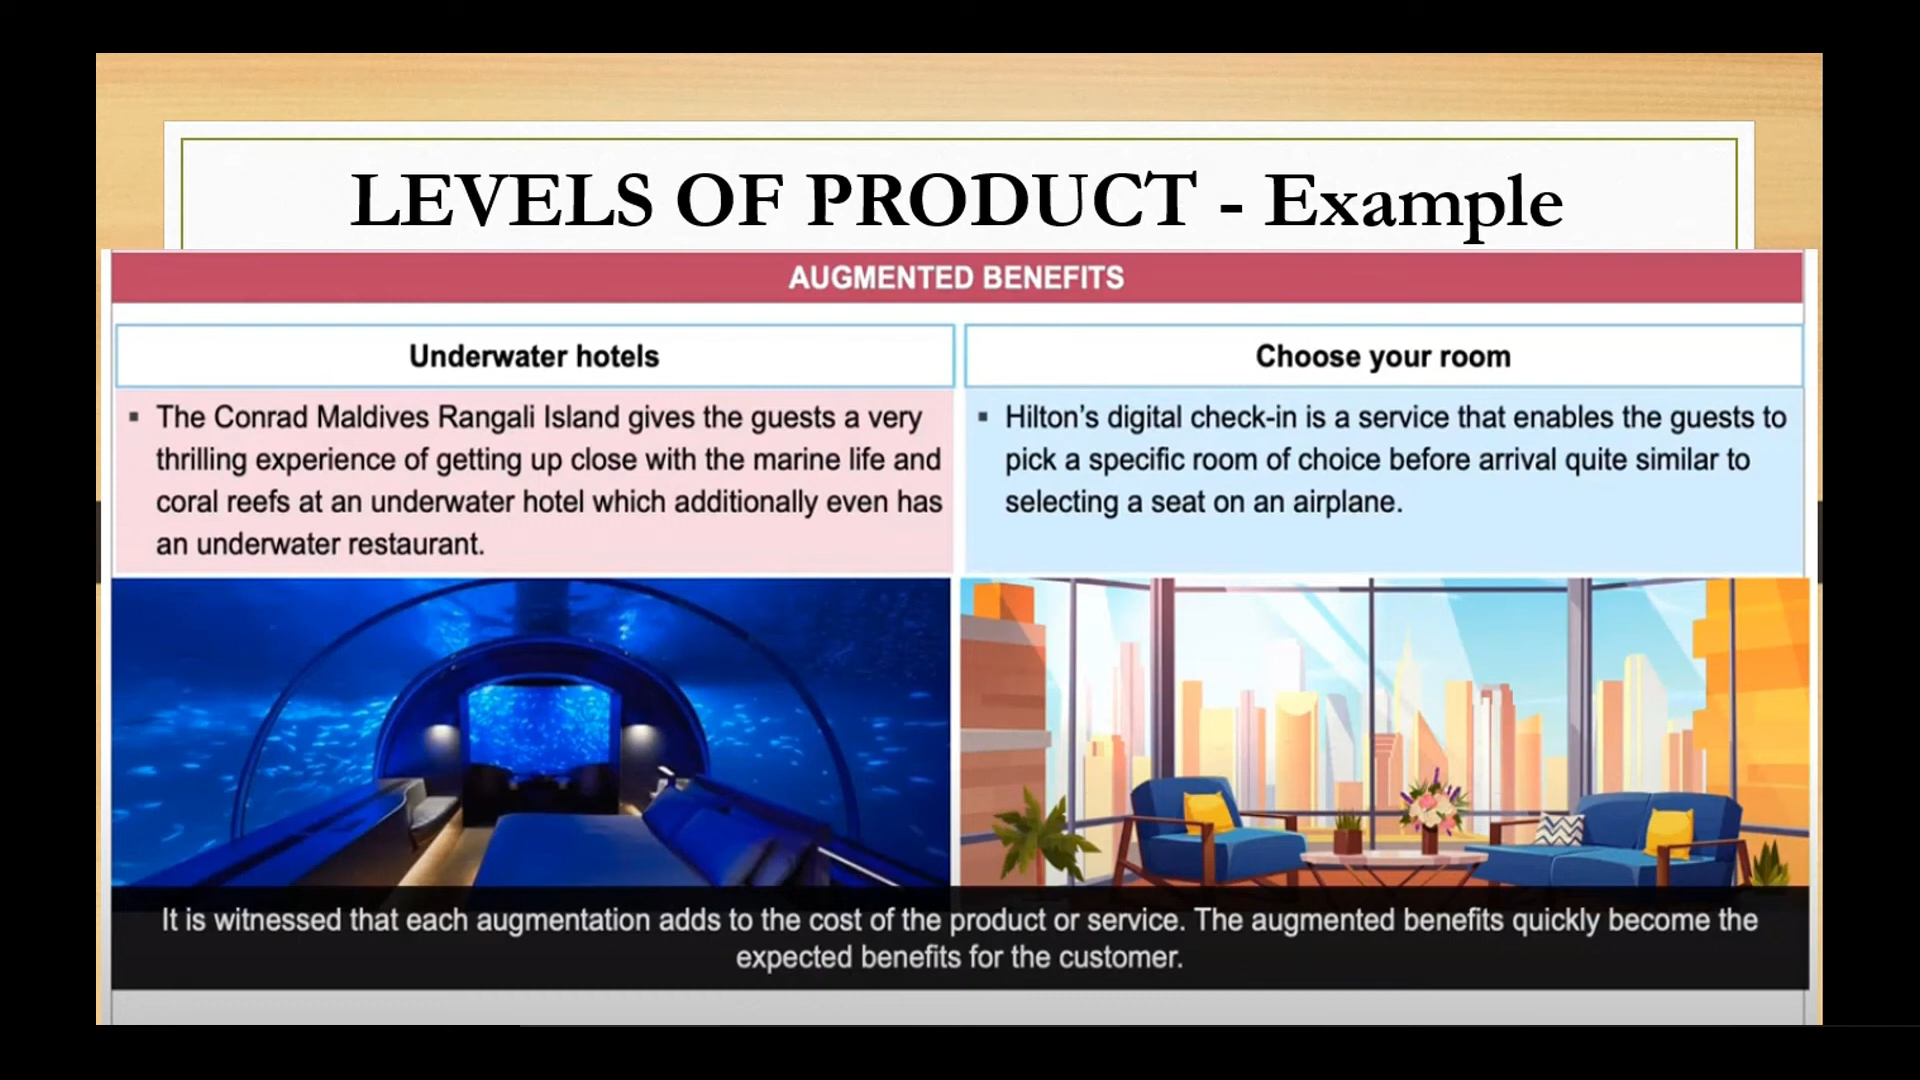 LEVELS OF PRODUCT - Example
AUGMENTED BENEFITS
Underwater hotels
▪ The Conrad Maldives Rangali Island gives the guests a very
thrilling experience of getting up close with the marine life and
coral reefs at an underwater hotel which additionally even has
an underwater restaurant.
Choose your room
▪ Hilton’s digital check-in is a service that enables the guests to
pick a specific room of choice before arrival quite similar to
selecting a seat on an airplane.
It is witnessed that each augmentation adds to the cost of the product or service. The augmented benefits quickly become the
expected benefits for the customer.